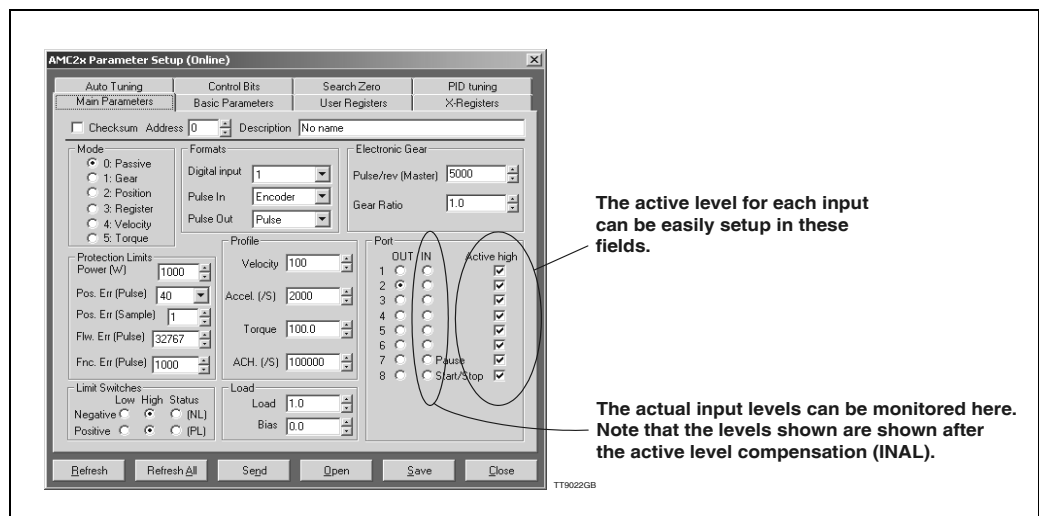 AMC2x Parameter Setup (Online)
Auto Tuning Control Bits Search Zero PID tuning
Main Parameters Basic Parameters User Registers X-Registers
Checksum Address 0 Description No name
Mode
0: Passive
1: Gear
2: Position
3: Register
4: Velocity
5: Torque
Formats
Digital input 1
Pulse In Encoder
Pulse Out Pulse
Electronic Gear
Pulse/rev (Master) 5000
Gear Ratio 1.0
Protection Limits
Power (W) 1000
Pos. Err (Pulse) 40
Pos. Err (Sample) 1
Flw. Err (Pulse) 32767
Fnc. Err (Pulse) 1000
Profile
Velocity 100
Accel. (/S) 2000
Torque 100.0
ACH. (/S) 100000
Port
OUT IN Active high
1
2
3
4
5
6
7 Pause
8 Start/Stop
Limit Switches
Low High Status
Negative (NL)
Positive (PL)
Load
Load 1.0
Bias 0.0
Refresh Refresh All Send Open Save Close
The active level for each input
can be easily setup in these
fields.
The actual input levels can be monitored here.
Note that the levels shown are shown after
the active level compensation (INAL).
TT9022GB